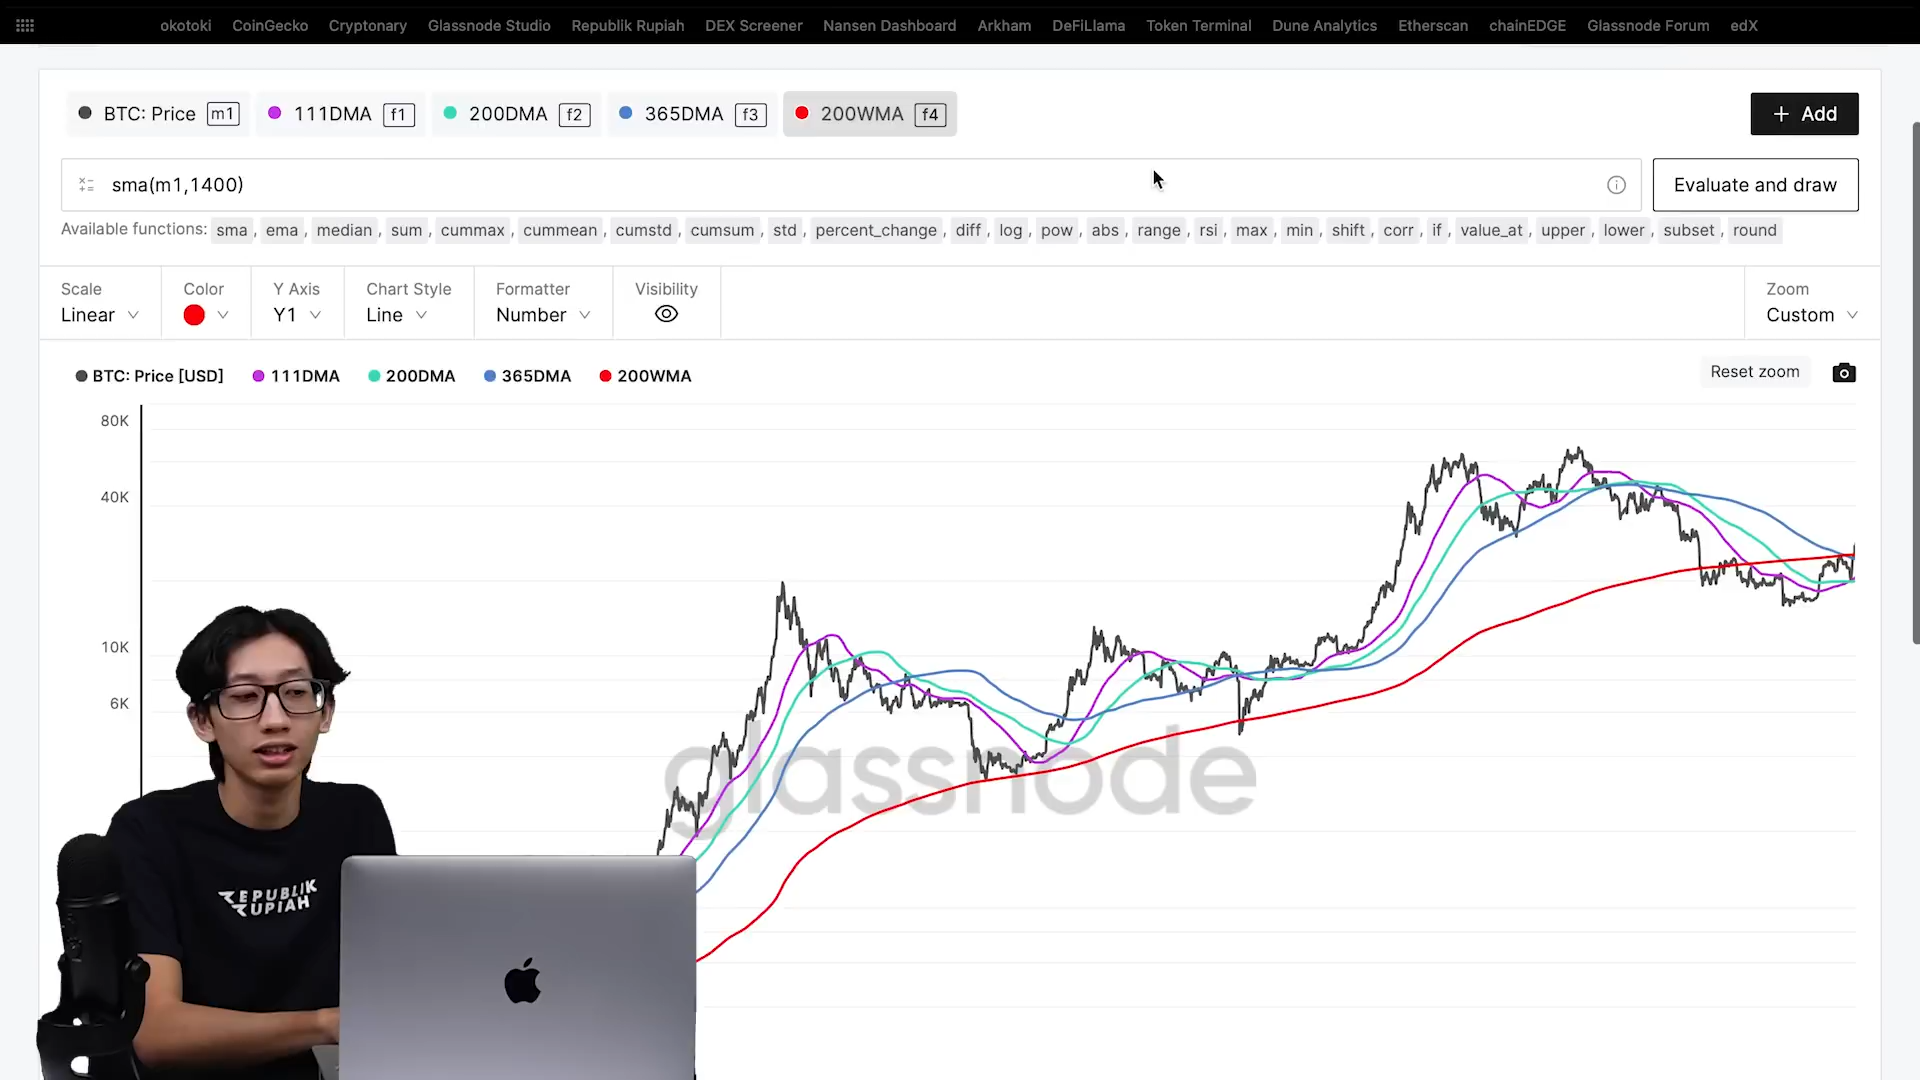 okotoki CoinGecko Cryptonary Glassnode Studio Republik Rupiah DEX Screener Nansen Dashboard Arkham DeFiLlama Token Terminal Dune Analytics Etherscan chainEDGE Glassnode Forum edX
BTC: Price m1 111DMA f1 200DMA f2 365DMA f3 200WMA f4 + Add
sma(m1,1400) Evaluate and draw
Available functions: sma , ema , median , sum , cummax , cummean , cumstd , cumsum , std , percent_change , diff , log , pow , abs , range , rsi , max , min , shift , corr , if , value_at , upper , lower , subset , round
Scale Color Y Axis Chart Style Formatter Visibility Zoom
Linear Y1 Line Number Custom
BTC: Price [USD] 111DMA 200DMA 365DMA 200WMA Reset zoom
80K
40K
10K
6K
glassnode
REPUBLIK
RUPIAH